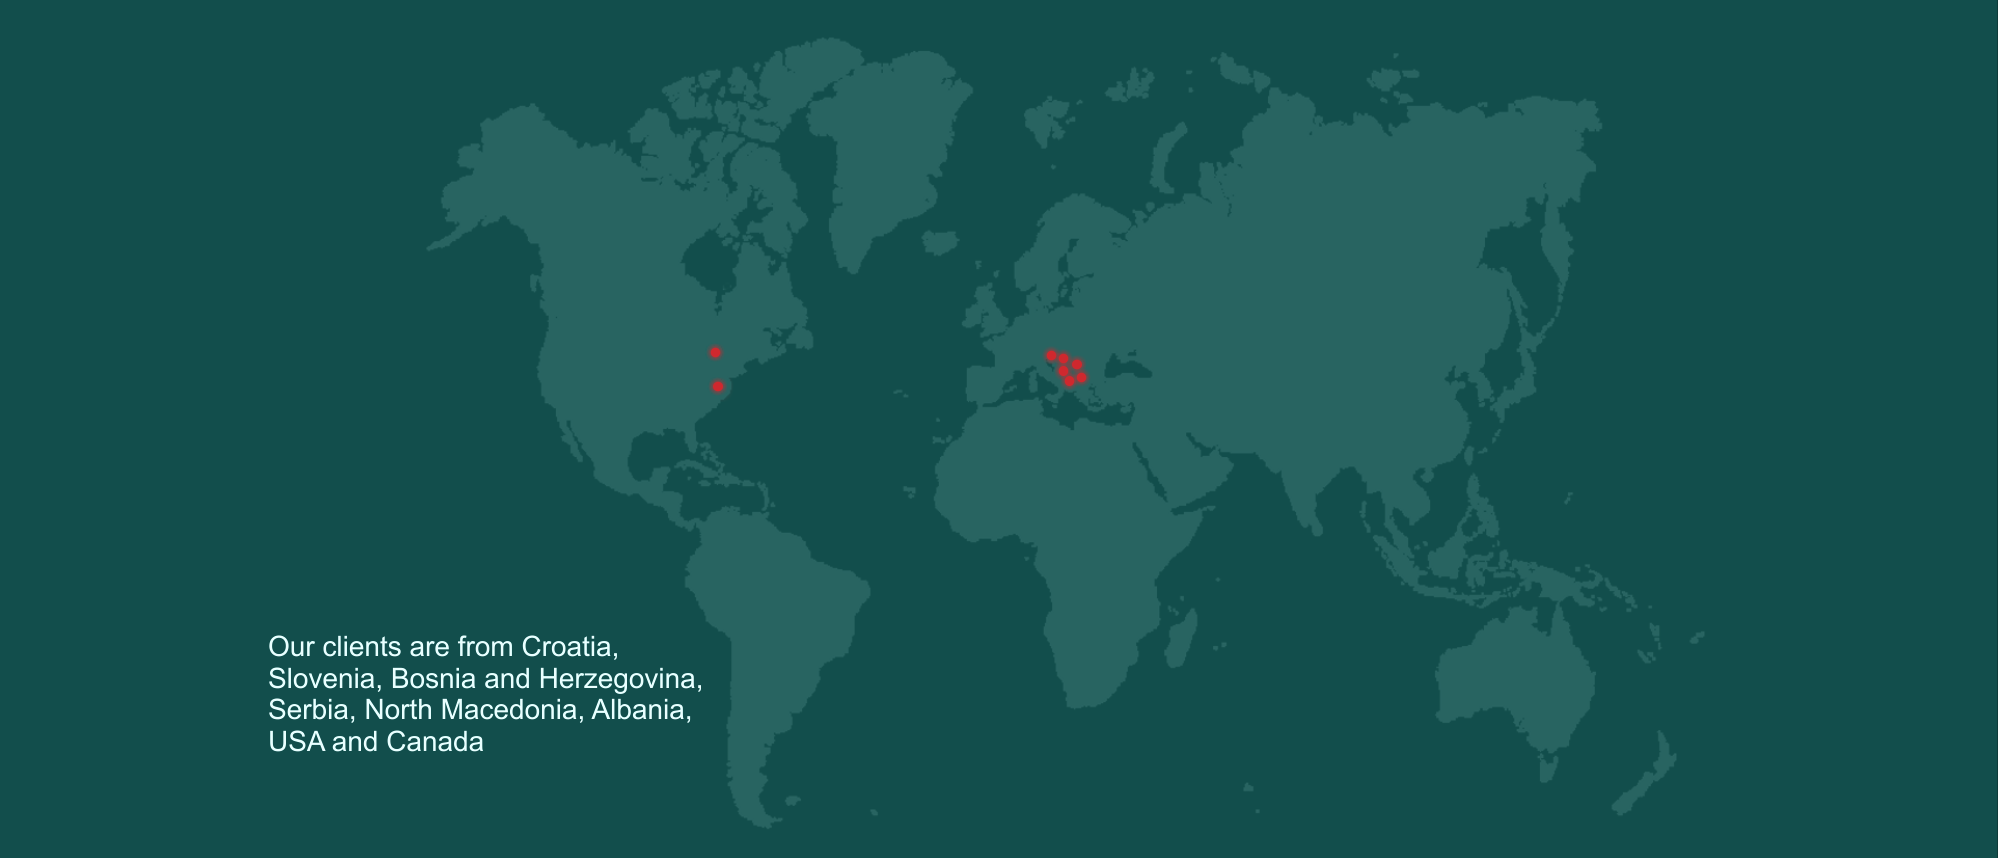 Our clients are from Croatia,
Slovenia, Bosnia and Herzegovina,
Serbia, North Macedonia, Albania,
USA and Canada